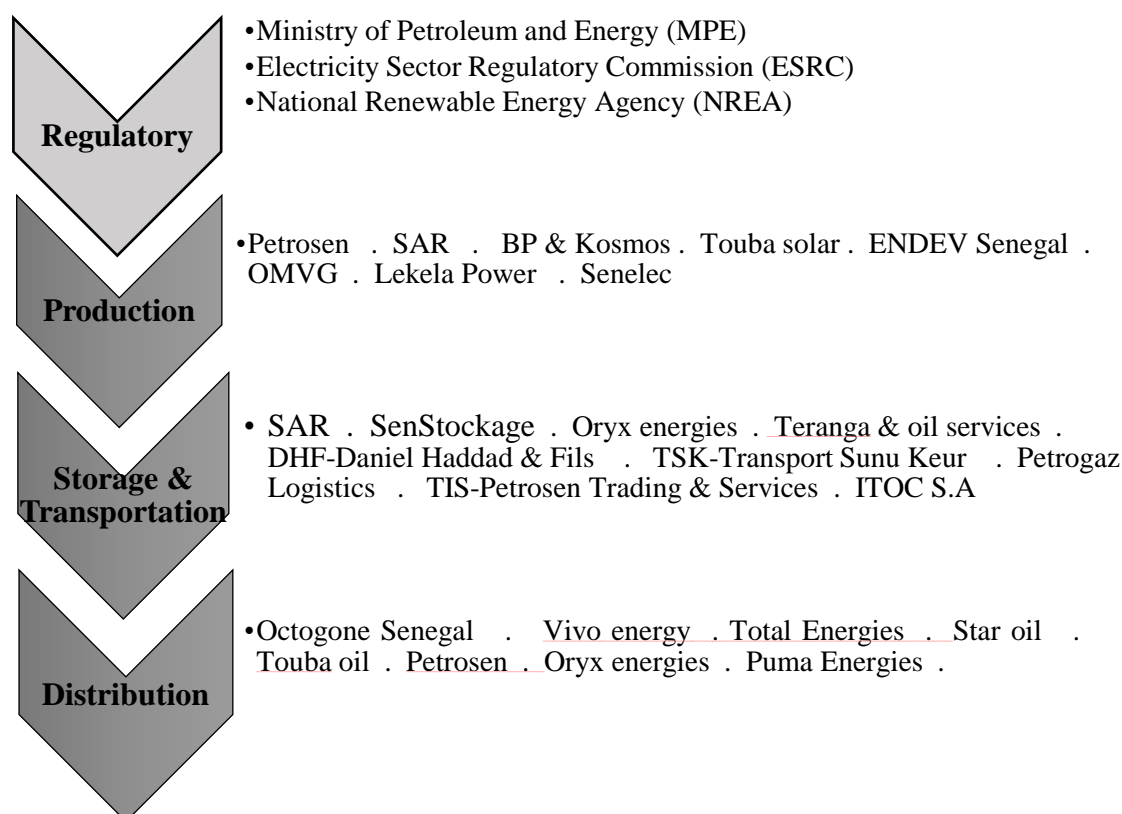 •Ministry of Petroleum and Energy (MPE)
•Electricity Sector Regulatory Commission (ESRC)
•National Renewable Energy Agency (NREA)
Regulatory
•Petrosen . SAR . BP & Kosmos . Touba solar . ENDEV Senegal .
OMVG . Lekela Power . Senelec
Production
• SAR . SenStockage . Oryx energies . Teranga & oil services .
DHF-Daniel Haddad & Fils . TSK-Transport Sunu Keur . Petrogaz
Logistics . TIS-Petrosen Trading & Services . ITOC S.A
Storage &
Transportation
•Octogone Senegal . Vivo energy . Total Energies . Star oil .
Touba oil . Petrosen . Oryx energies . Puma Energies .
Distribution